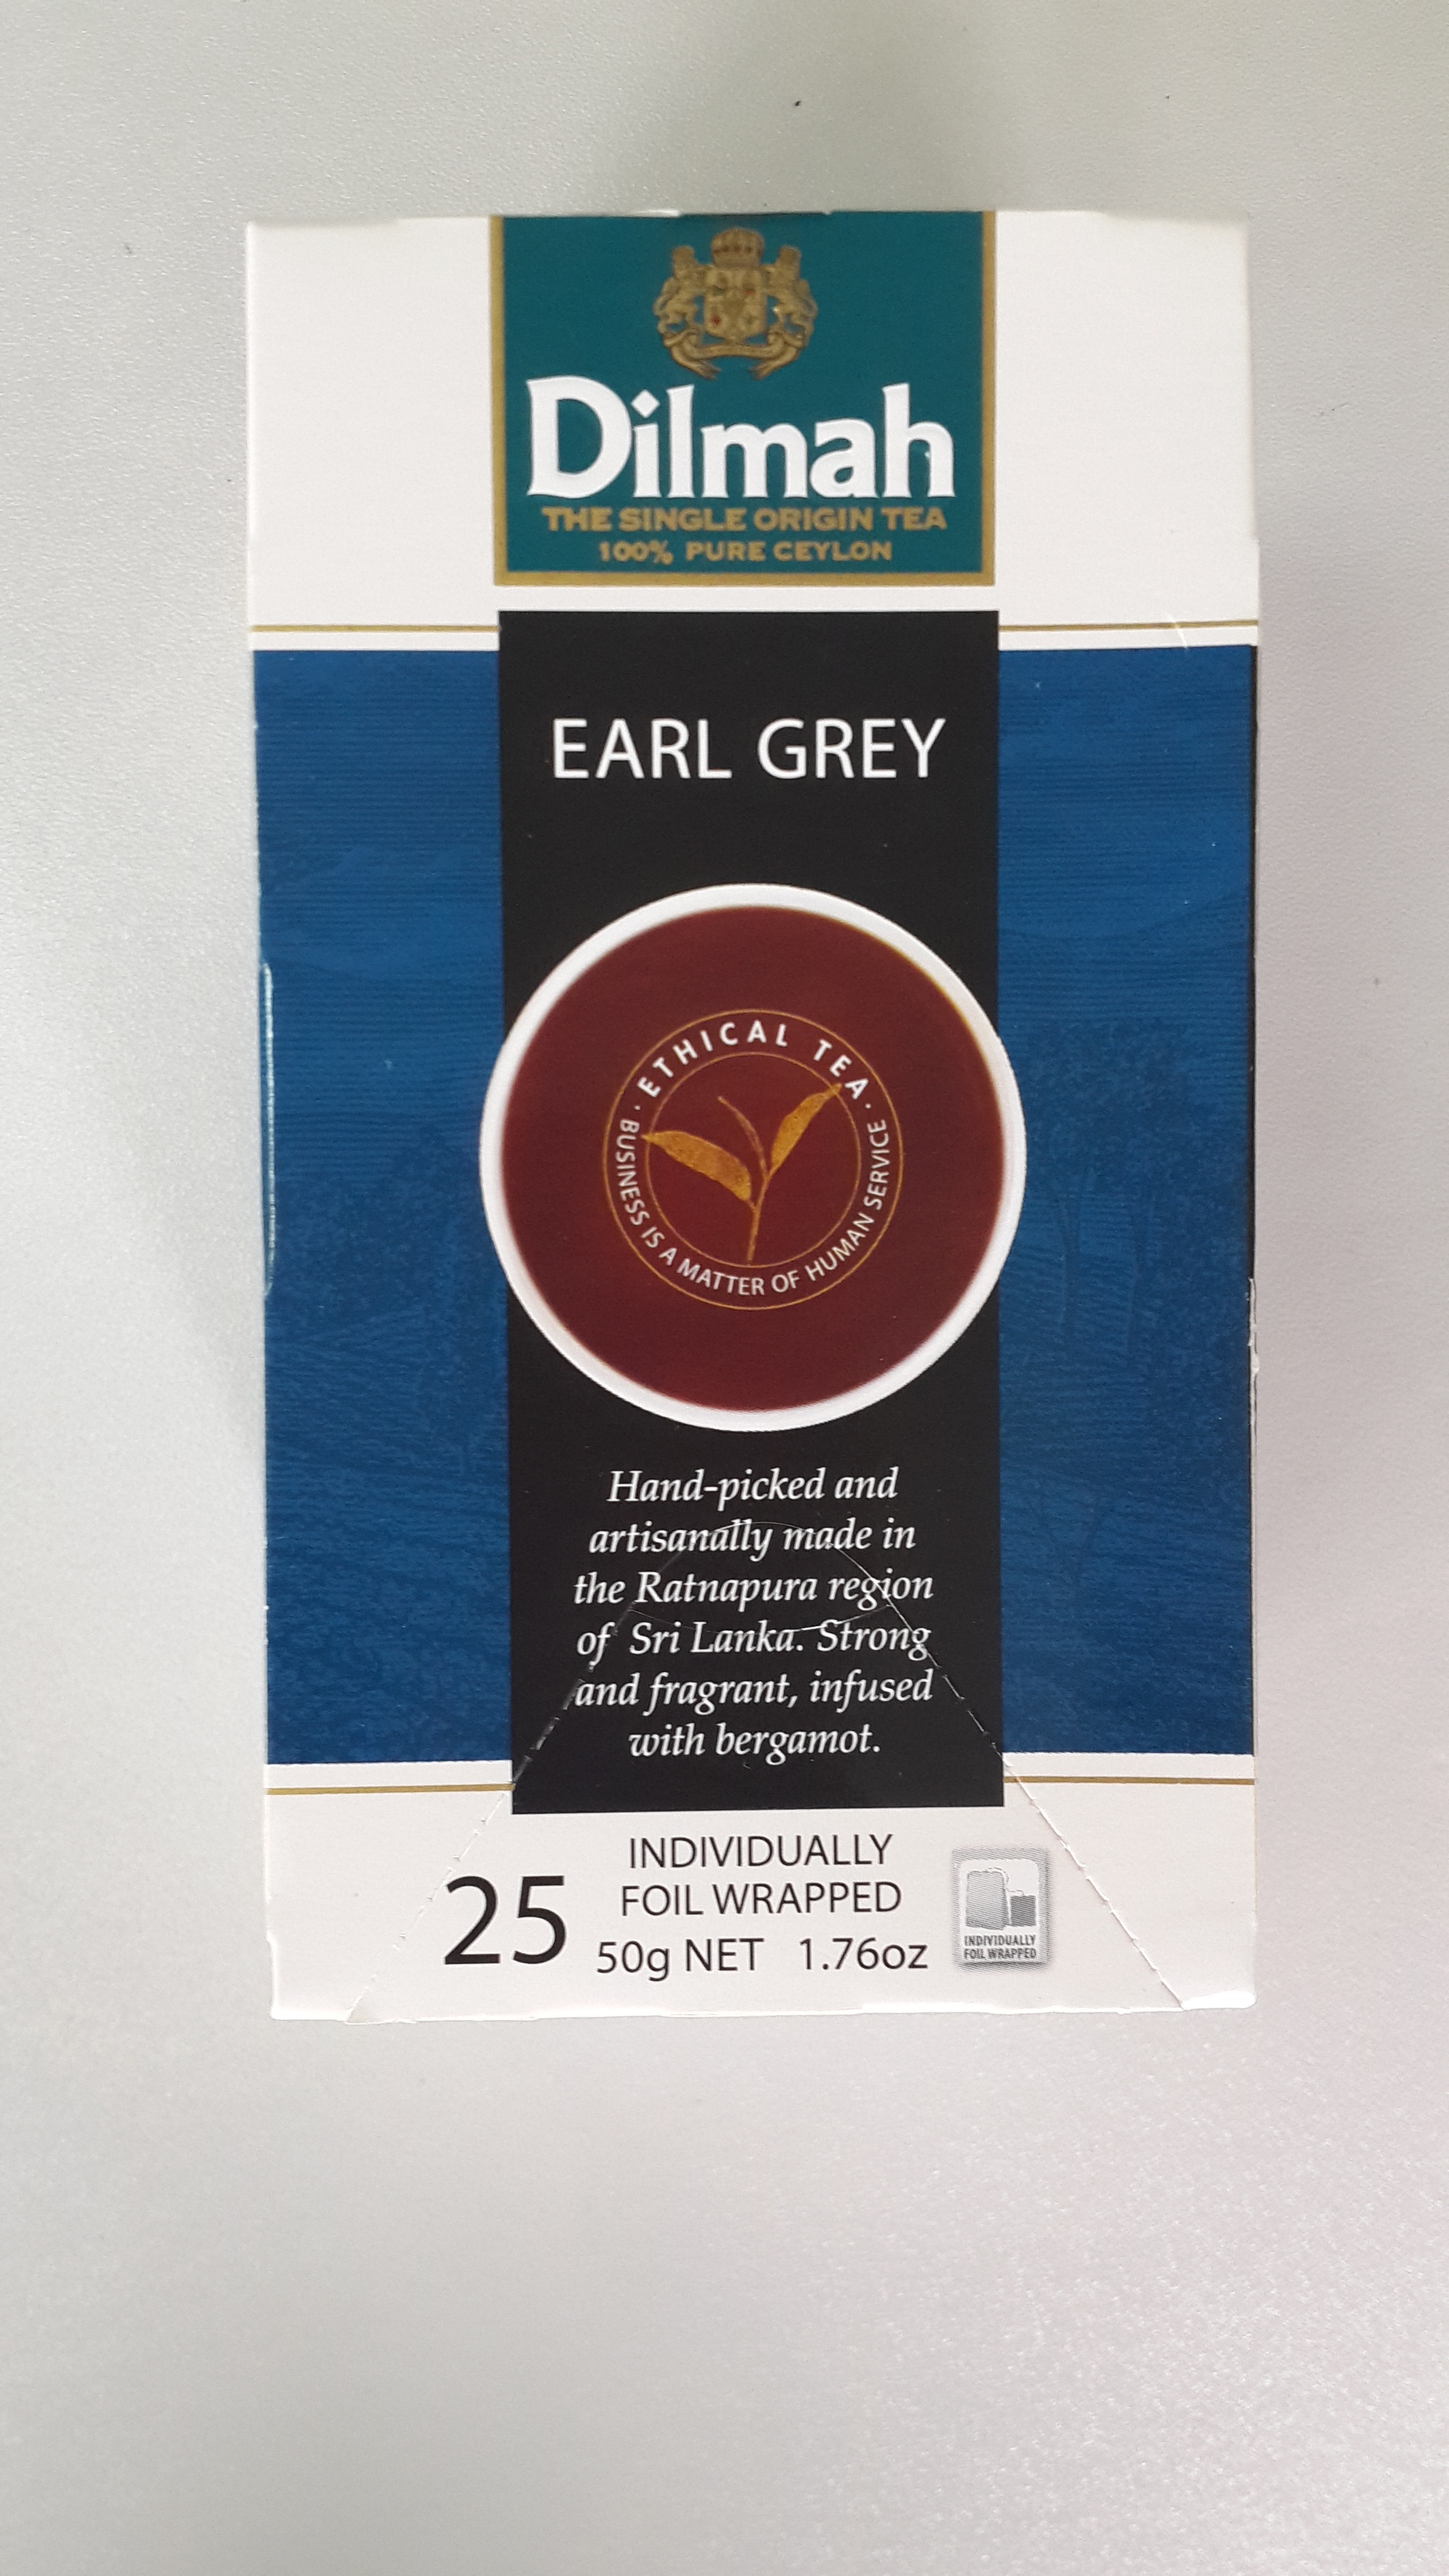 Dilmah
THE SINGLE ORIGIN TEA
100% PURE CEYLON
EARL GREY
· ETHICAL TEA ·
BUSINESS IS A MATTER OF HUMAN SERVICE
Hand-picked and
artisanally made in
the Ratnapura region
of Sri Lanka. Strong
and fragrant, infused
with bergamot.
25
INDIVIDUALLY
FOIL WRAPPED
50g NET 1.76oz
INDIVIDUALLY
FOIL WRAPPED